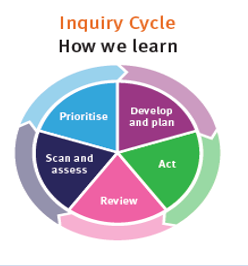 Inquiry Cycle
How we learn
Prioritise
Develop
and plan
Scan and
assess
Act
Review